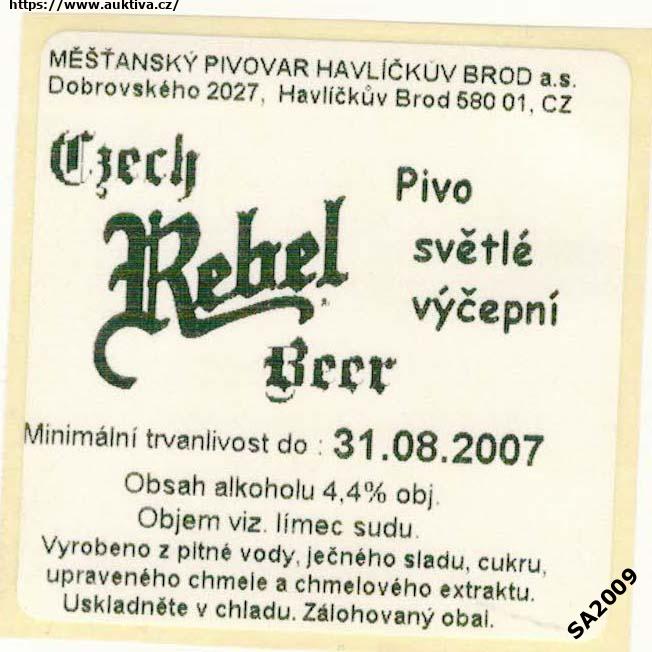 https://www.auktiva.cz/
MĚŠŤANSKÝ PIVOVAR HAVLÍČKŮV BROD a.s.
Dobrovského 2027, Havlíčkův Brod 580 01, CZ
Czech
Rebel
Beer
Pivo
světlé
výčepní
Minimální trvanlivost do : 31.08.2007
Obsah alkoholu 4,4% obj.
Objem viz. límec sudu.
Vyrobeno z pitné vody, ječného sladu, cukru,
upraveného chmele a chmelového extraktu.
Uskladněte v chladu. Zálohovaný obal.
SA2009